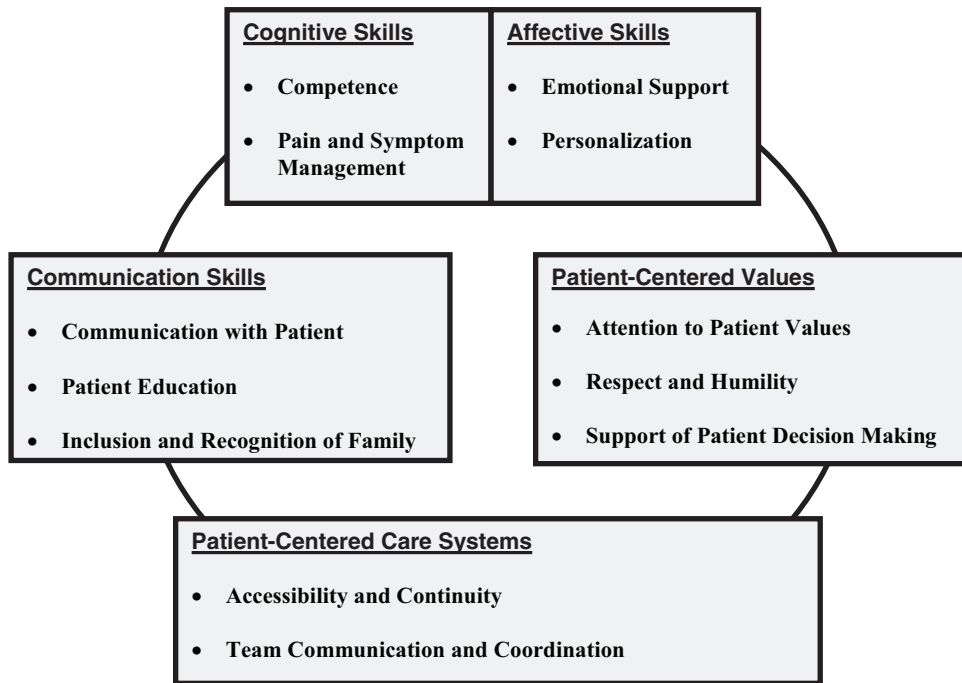 Cognitive Skills
• Competence
• Pain and Symptom
Management
Affective Skills
• Emotional Support
• Personalization
Communication Skills
• Communication with Patient
• Patient Education
• Inclusion and Recognition of Family
Patient-Centered Values
• Attention to Patient Values
• Respect and Humility
• Support of Patient Decision Making
Patient-Centered Care Systems
• Accessibility and Continuity
• Team Communication and Coordination